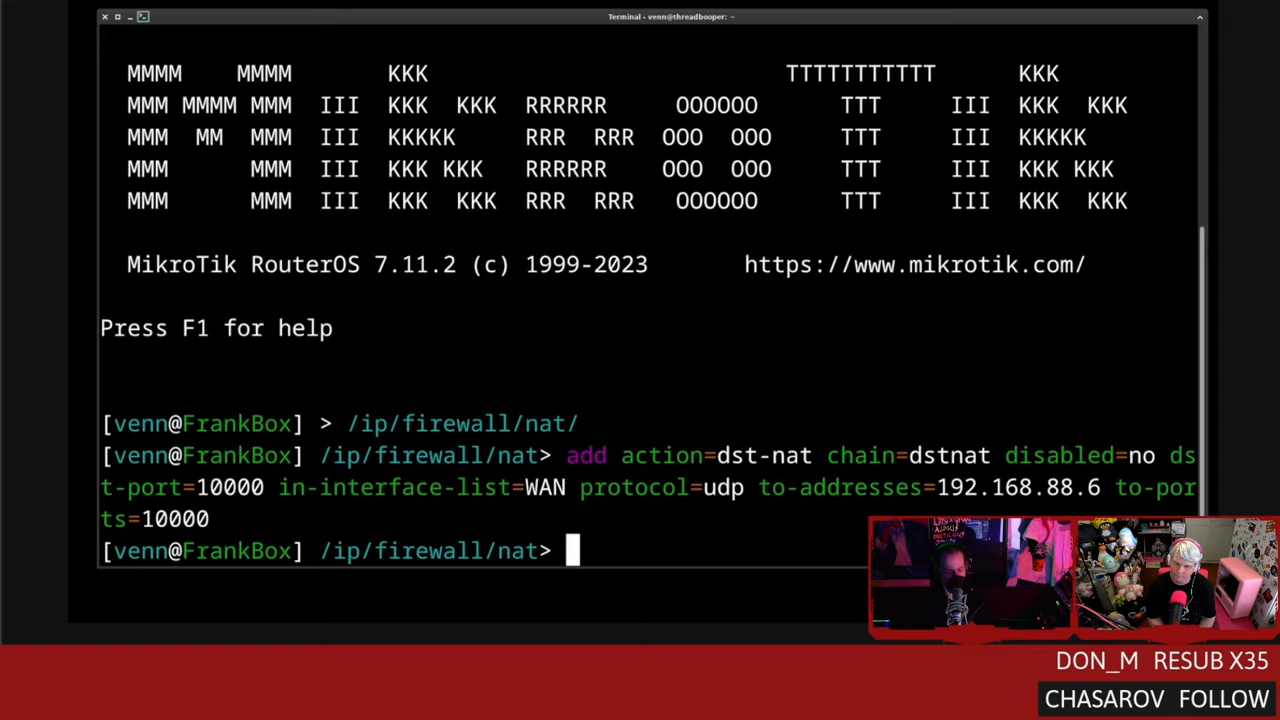 Terminal - venn@threadbooper: ~
MMMM    MMMM       KKK                          TTTTTTTTTTT      KKK
MMM MMMM MMM  III  KKK  KKK  RRRRRR     OOOOOO      TTT     III  KKK  KKK
MMM  MM  MMM  III  KKKKK     RRR  RRR  OOO  OOO     TTT     III  KKKKK
MMM      MMM  III  KKK KKK   RRRRRR    OOO  OOO     TTT     III  KKK KKK
MMM      MMM  III  KKK  KKK  RRR  RRR   OOOOOO      TTT     III  KKK  KKK
MikroTik RouterOS 7.11.2 (c) 1999-2023       https://www.mikrotik.com/
Press F1 for help
[venn@FrankBox] > /ip/firewall/nat/
[venn@FrankBox] /ip/firewall/nat> add action=dst-nat chain=dstnat disabled=no ds
t-port=10000 in-interface-list=WAN protocol=udp to-addresses=192.168.88.6 to-por
ts=10000
[venn@FrankBox] /ip/firewall/nat>
DON_M RESUB X35
CHASAROV FOLLOW